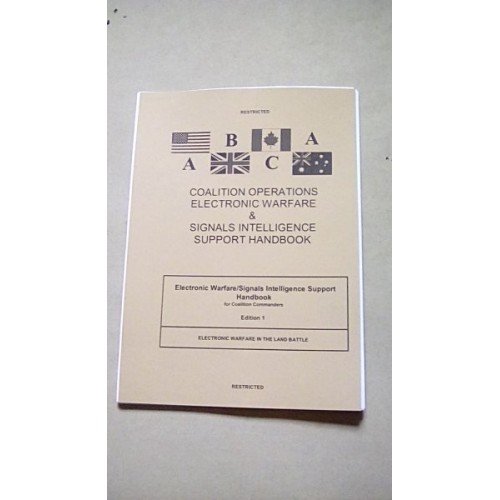 RESTRICTED
B A
A C
COALITION OPERATIONS
ELECTRONIC WARFARE
&
SIGNALS INTELLIGENCE
SUPPORT HANDBOOK
Electronic Warfare/Signals Intelligence Support
Handbook
for Coalition Commanders
Edition 1
ELECTRONIC WARFARE IN THE LAND BATTLE
RESTRICTED